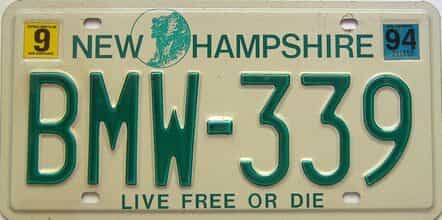 9 NEW HAMPSHIRE 94
BMW-339
LIVE FREE OR DIE